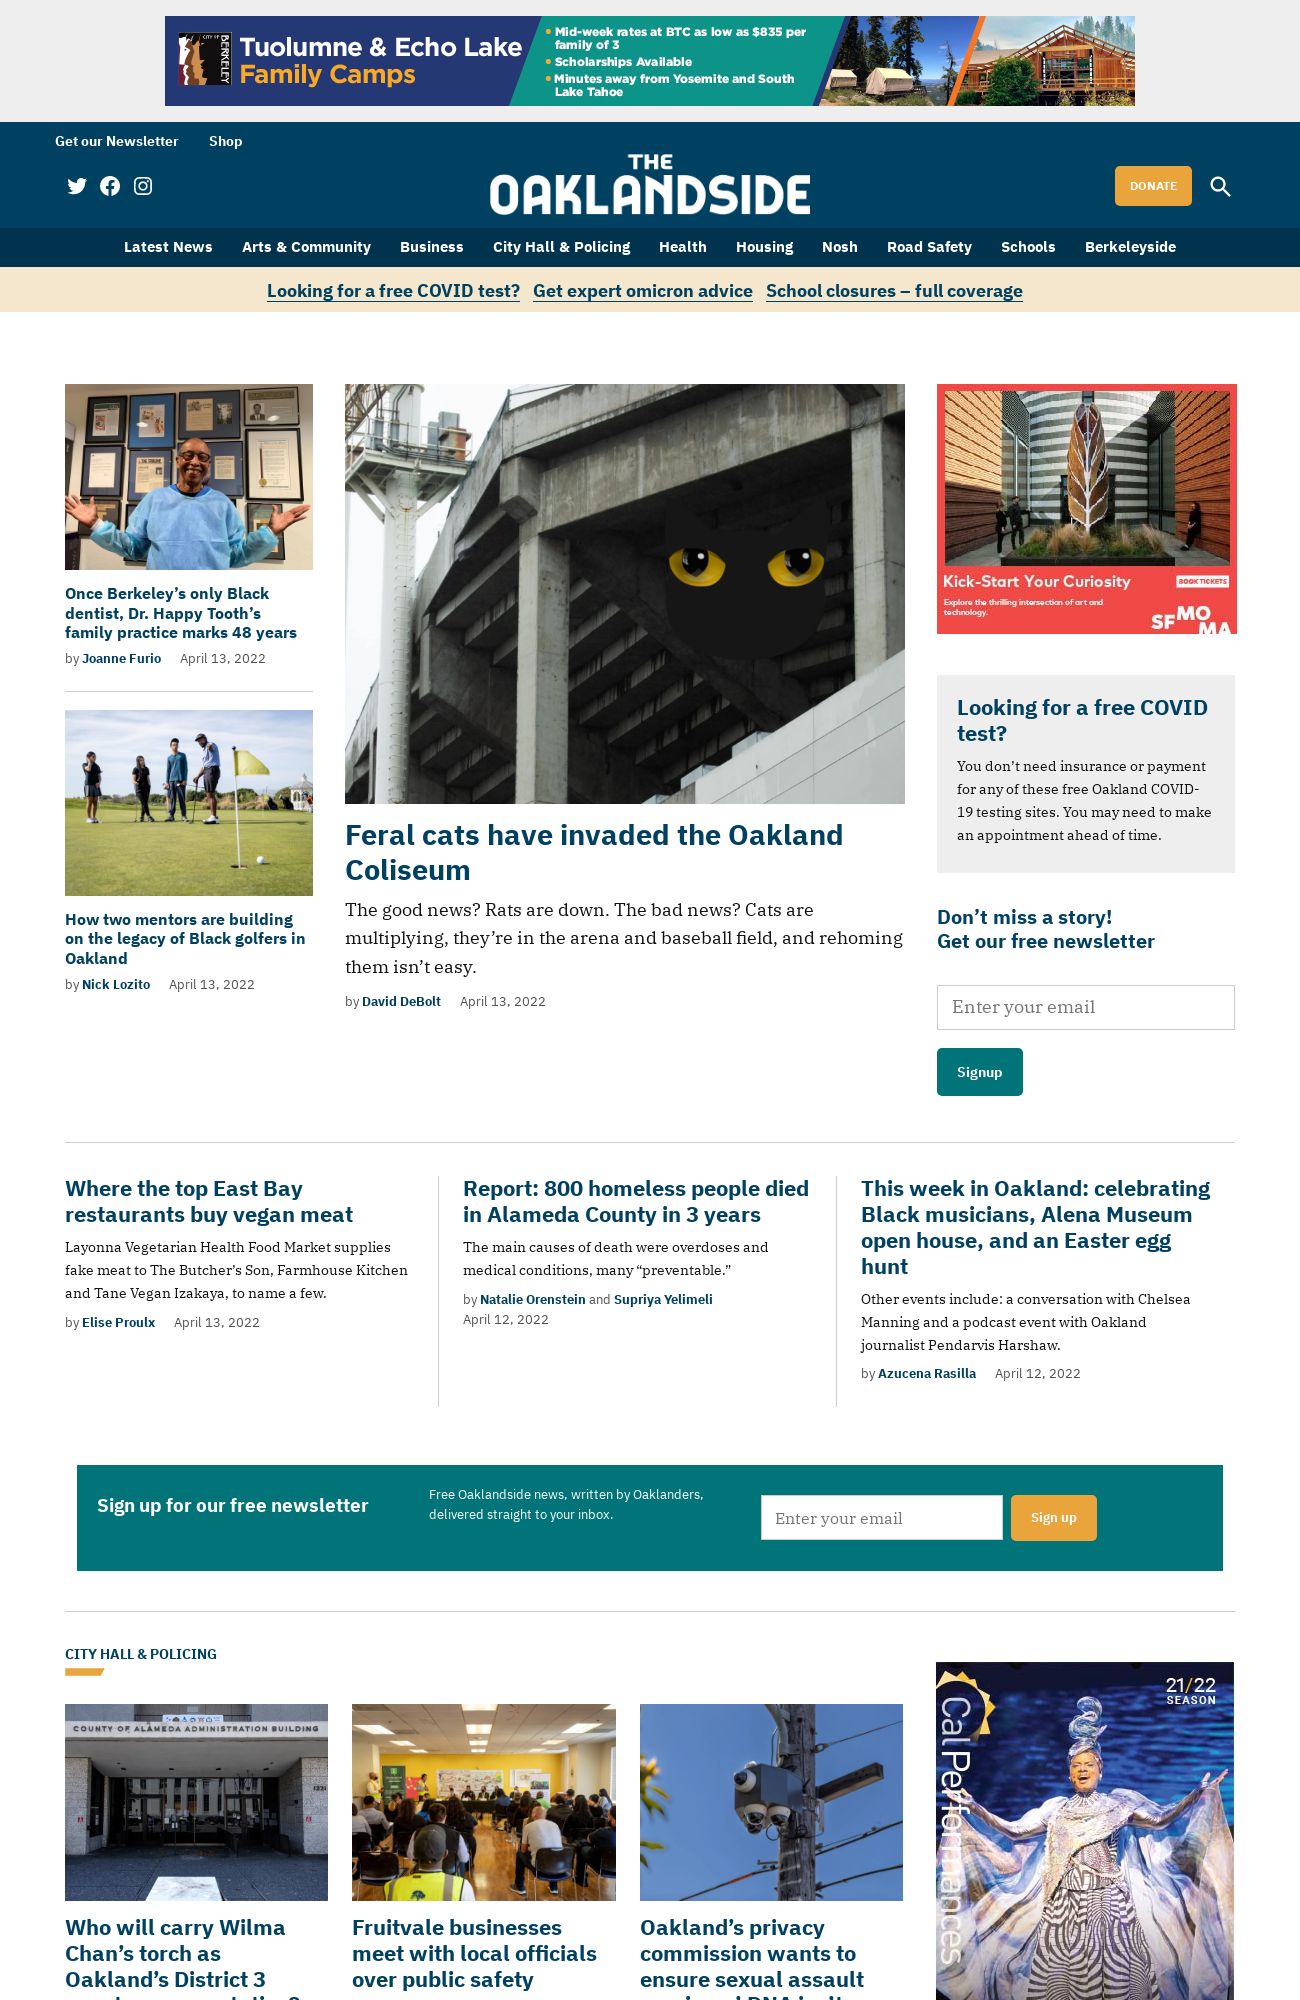 Tuolumne & Echo Lake
Family Camps
CITY OF
BERKELEY
Mid-week rates at BTC as low as $835 per
family of 3
Scholarships Available
Minutes away from Yosemite and South
Lake Tahoe
Get our Newsletter Shop
THE
OAKLANDSIDE
DONATE
Latest News Arts & Community Business City Hall & Policing Health Housing Nosh Road Safety Schools Berkeleyside
Looking for a free COVID test? Get expert omicron advice School closures – full coverage
Once Berkeley’s only Black
dentist, Dr. Happy Tooth’s
family practice marks 48 years
by Joanne Furio April 13, 2022
How two mentors are building
on the legacy of Black golfers in
Oakland
by Nick Lozito April 13, 2022
Feral cats have invaded the Oakland
Coliseum
The good news? Rats are down. The bad news? Cats are
multiplying, they’re in the arena and baseball field, and rehoming
them isn’t easy.
by David DeBolt April 13, 2022
Kick-Start Your Curiosity
BOOK TICKETS
Explore the thrilling intersection of art and
technology.
SFMO
MA
Looking for a free COVID
test?
You don’t need insurance or payment
for any of these free Oakland COVID-
19 testing sites. You may need to make
an appointment ahead of time.
Don’t miss a story!
Get our free newsletter
Enter your email
Signup
Where the top East Bay
restaurants buy vegan meat
Layonna Vegetarian Health Food Market supplies
fake meat to The Butcher’s Son, Farmhouse Kitchen
and Tane Vegan Izakaya, to name a few.
by Elise Proulx April 13, 2022
Report: 800 homeless people died
in Alameda County in 3 years
The main causes of death were overdoses and
medical conditions, many “preventable.”
by Natalie Orenstein and Supriya Yelimeli
April 12, 2022
This week in Oakland: celebrating
Black musicians, Alena Museum
open house, and an Easter egg
hunt
Other events include: a conversation with Chelsea
Manning and a podcast event with Oakland
journalist Pendarvis Harshaw.
by Azucena Rasilla April 12, 2022
Sign up for our free newsletter
Free Oaklandside news, written by Oaklanders,
delivered straight to your inbox.
Enter your email
Sign up
CITY HALL & POLICING
COUNTY OF ALAMEDA ADMINISTRATION BUILDING
Who will carry Wilma
Chan’s torch as
Oakland’s District 3
Fruitvale businesses
meet with local officials
over public safety
Oakland’s privacy
commission wants to
ensure sexual assault
21/22
SEASON
Cal Performances